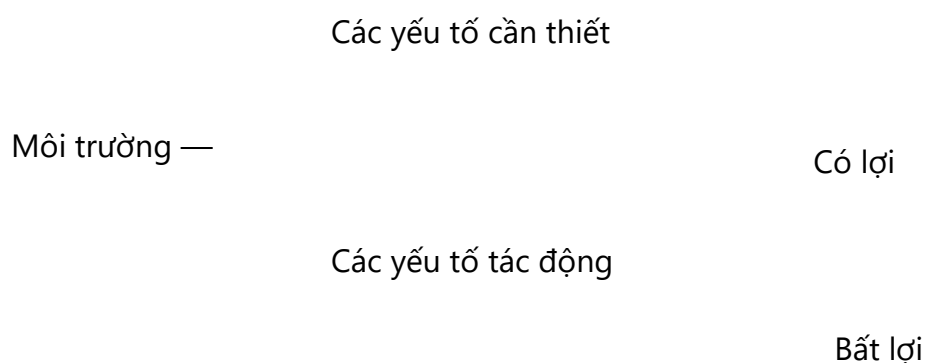 Các yếu tố cần thiết
Môi trường —
Có lợi
Các yếu tố tác động
Bất lợi